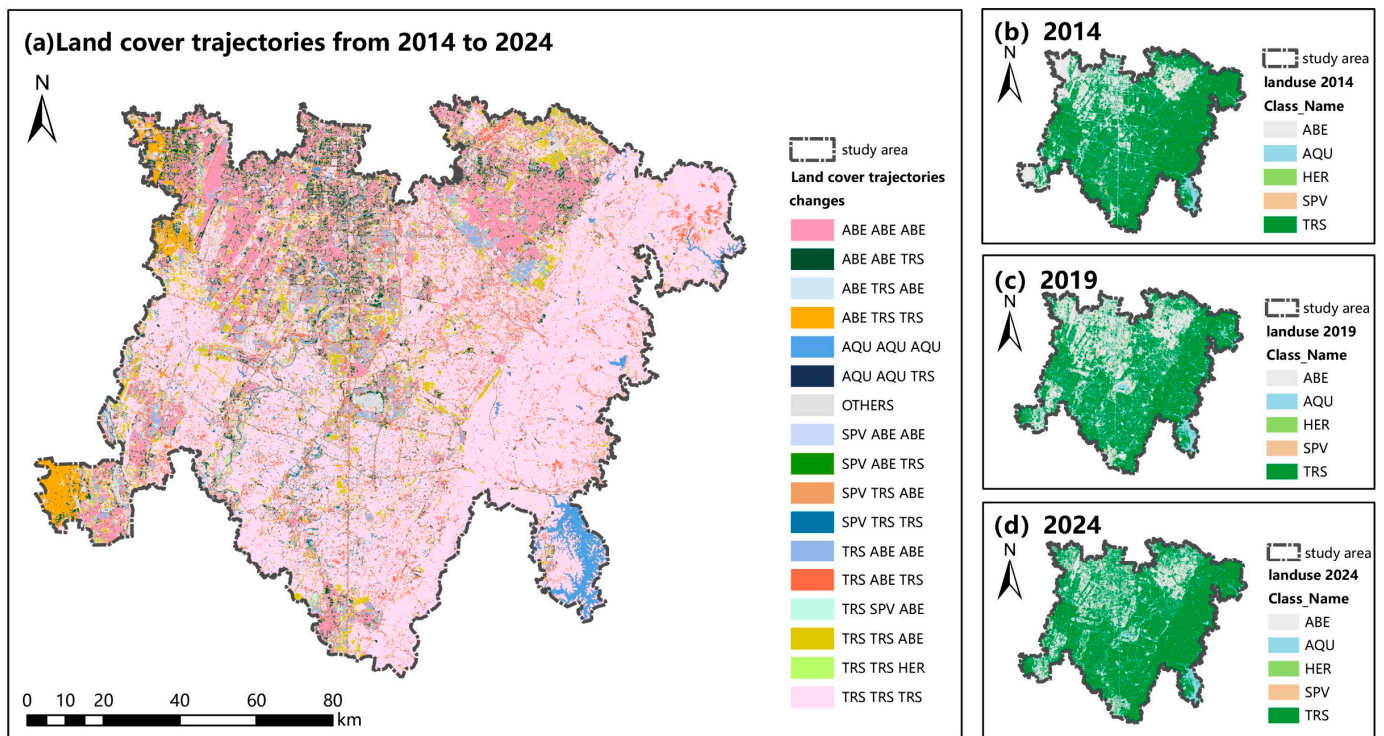 (a)Land cover trajectories from 2014 to 2024
N
study area
Land cover trajectories
changes
ABE ABE ABE
ABE ABE TRS
ABE TRS ABE
ABE TRS TRS
AQU AQU AQU
AQU AQU TRS
OTHERS
SPV ABE ABE
SPV ABE TRS
SPV TRS ABE
SPV TRS TRS
TRS ABE ABE
TRS ABE TRS
TRS SPV ABE
TRS TRS ABE
TRS TRS HER
TRS TRS TRS
0 10 20 40 60 80
km
(b) 2014
N
study area
landuse 2014
Class_Name
ABE
AQU
HER
SPV
TRS
(c) 2019
N
study area
landuse 2019
Class_Name
ABE
AQU
HER
SPV
TRS
(d) 2024
N
study area
landuse 2024
Class_Name
ABE
AQU
HER
SPV
TRS